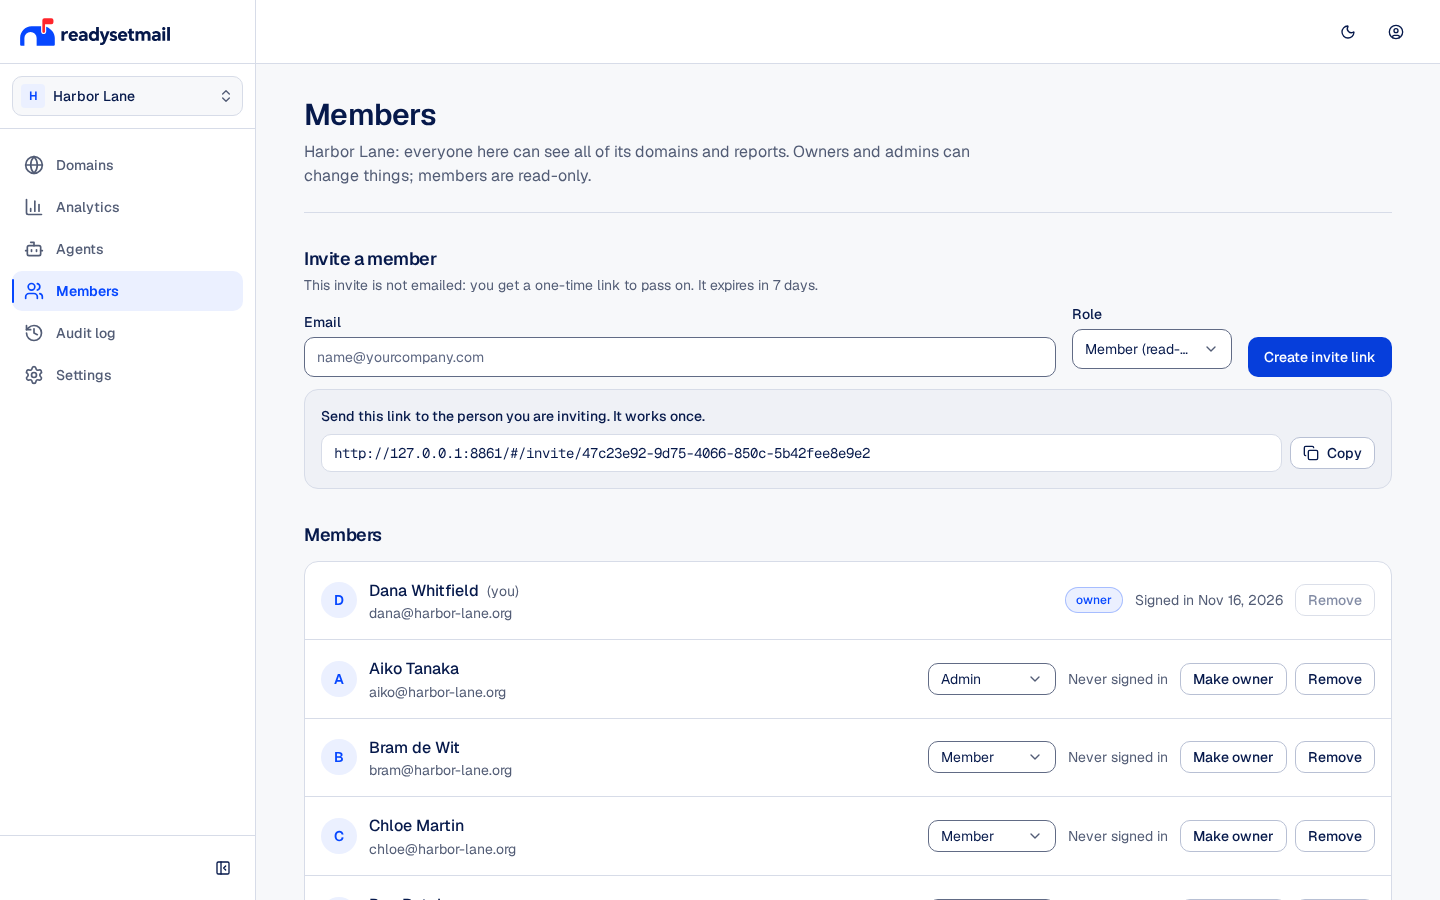 readysetmail
H Harbor Lane
Domains
Analytics
Agents
Members
Audit log
Settings
Members
Harbor Lane: everyone here can see all of its domains and reports. Owners and admins can
change things; members are read-only.
Invite a member
This invite is not emailed: you get a one-time link to pass on. It expires in 7 days.
Email
Role
name@yourcompany.com
Member (read-...
Create invite link
Send this link to the person you are inviting. It works once.
http://127.0.0.1:8861/#/invite/47c23e92-9d75-4066-850c-5b42fee8e9e2
Copy
Members
D
Dana Whitfield (you)
dana@harbor-lane.org
owner
Signed in Nov 16, 2026
Remove
A
Aiko Tanaka
aiko@harbor-lane.org
Admin
Never signed in
Make owner
Remove
B
Bram de Wit
bram@harbor-lane.org
Member
Never signed in
Make owner
Remove
C
Chloe Martin
chloe@harbor-lane.org
Member
Never signed in
Make owner
Remove